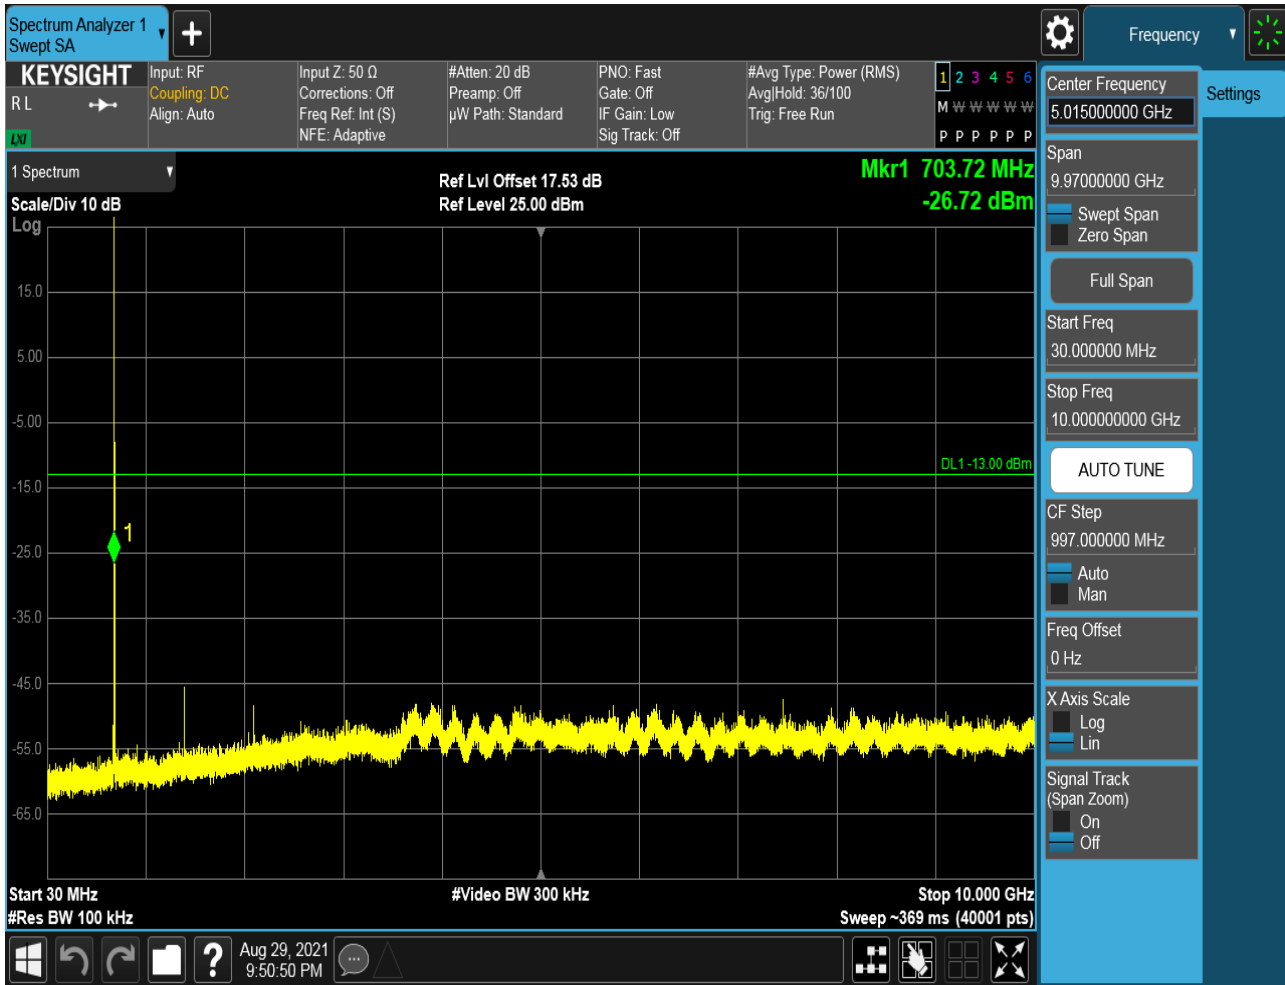 Spectrum Analyzer 1
Swept SA
Frequency
KEYSIGHT
R L
LXI
Input: RF
Coupling: DC
Align: Auto
Input Z: 50 Ω
Corrections: Off
Freq Ref: Int (S)
NFE: Adaptive
#Atten: 20 dB
Preamp: Off
µW Path: Standard
PNO: Fast
Gate: Off
IF Gain: Low
Sig Track: Off
#Avg Type: Power (RMS)
Avg|Hold: 36/100
Trig: Free Run
1 2 3 4 5 6
M W W W W W
P P P P P P
1 Spectrum
Scale/Div 10 dB
Log
Ref Lvl Offset 17.53 dB
Ref Level 25.00 dBm
Mkr1 703.72 MHz
-26.72 dBm
15.0
5.00
-5.00
DL1 -13.00 dBm
-15.0
1
-25.0
-35.0
-45.0
-55.0
-65.0
Start 30 MHz
#Res BW 100 kHz
#Video BW 300 kHz
Stop 10.000 GHz
Sweep ~369 ms (40001 pts)
Center Frequency
5.015000000 GHz
Settings
Span
9.97000000 GHz
Swept Span
Zero Span
Full Span
Start Freq
30.000000 MHz
Stop Freq
10.000000000 GHz
AUTO TUNE
CF Step
997.000000 MHz
Auto
Man
Freq Offset
0 Hz
X Axis Scale
Log
Lin
Signal Track
(Span Zoom)
On
Off
?
Aug 29, 2021
9:50:50 PM